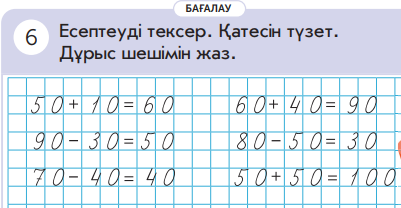 БАҒАЛАУ
6 Есептеуді тексер. Қатесін түзет.
Дұрыс шешімін жаз.
50+10=60 60+40=90
90-30=50 80-50=30
70-40=40 50+50=100